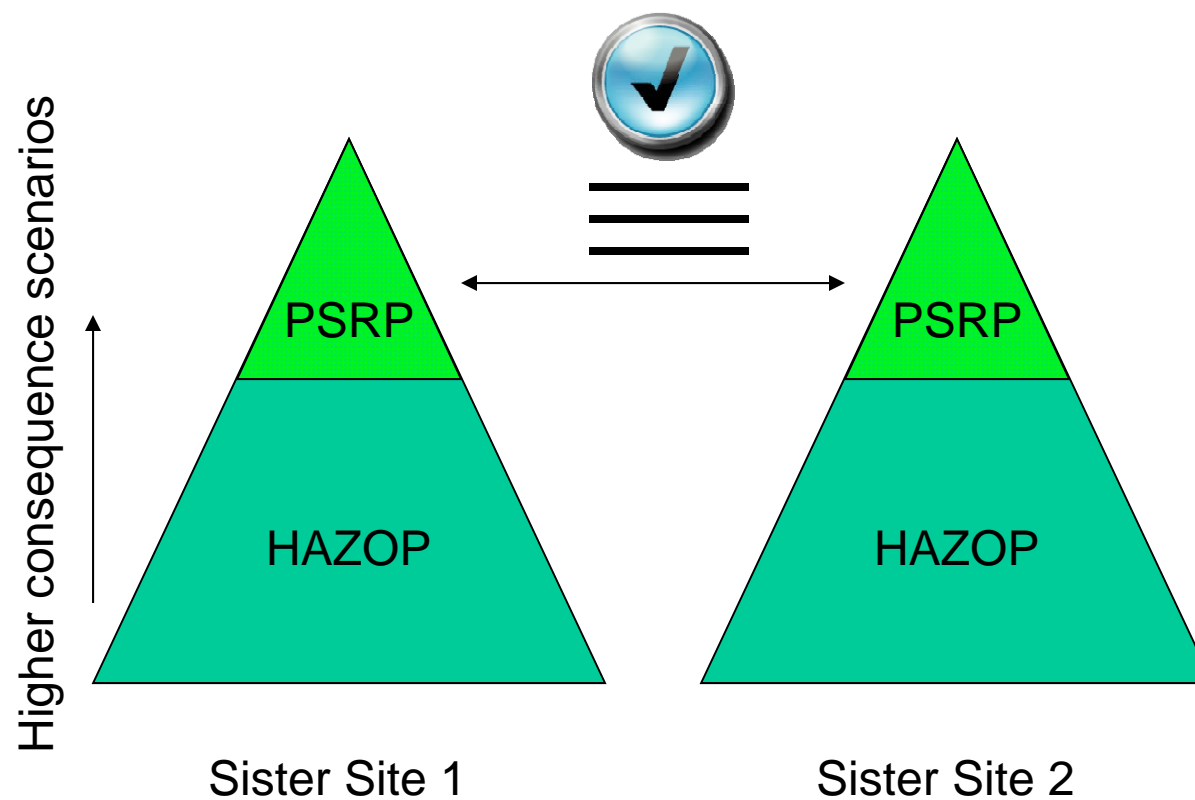 Higher consequence scenarios
PSRP
PSRP
HAZOP
HAZOP
Sister Site 1
Sister Site 2